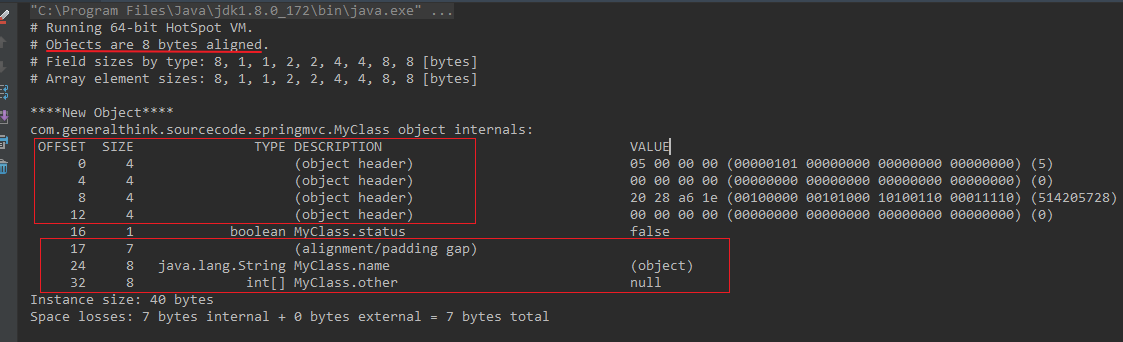 "C:\Program Files\Java\jdk1.8.0_172\bin\java.exe" ...
# Running 64-bit HotSpot VM.
# Objects are 8 bytes aligned.
# Field sizes by type: 8, 1, 1, 2, 2, 4, 4, 8, 8 [bytes]
# Array element sizes: 8, 1, 1, 2, 2, 4, 4, 8, 8 [bytes]
****New Object****
com.generalthink.sourcecode.springmvc.MyClass object internals:
OFFSET SIZE TYPE DESCRIPTION VALUE
0 4 (object header) 05 00 00 00 (00000101 00000000 00000000 00000000) (5)
4 4 (object header) 00 00 00 00 (00000000 00000000 00000000 00000000) (0)
8 4 (object header) 20 28 a6 1e (00100000 00101000 10100110 00011110) (514205728)
12 4 (object header) 00 00 00 00 (00000000 00000000 00000000 00000000) (0)
16 1 boolean MyClass.status false
17 7 (alignment/padding gap)
24 8 java.lang.String MyClass.name (object)
32 8 int[] MyClass.other null
Instance size: 40 bytes
Space losses: 7 bytes internal + 0 bytes external = 7 bytes total